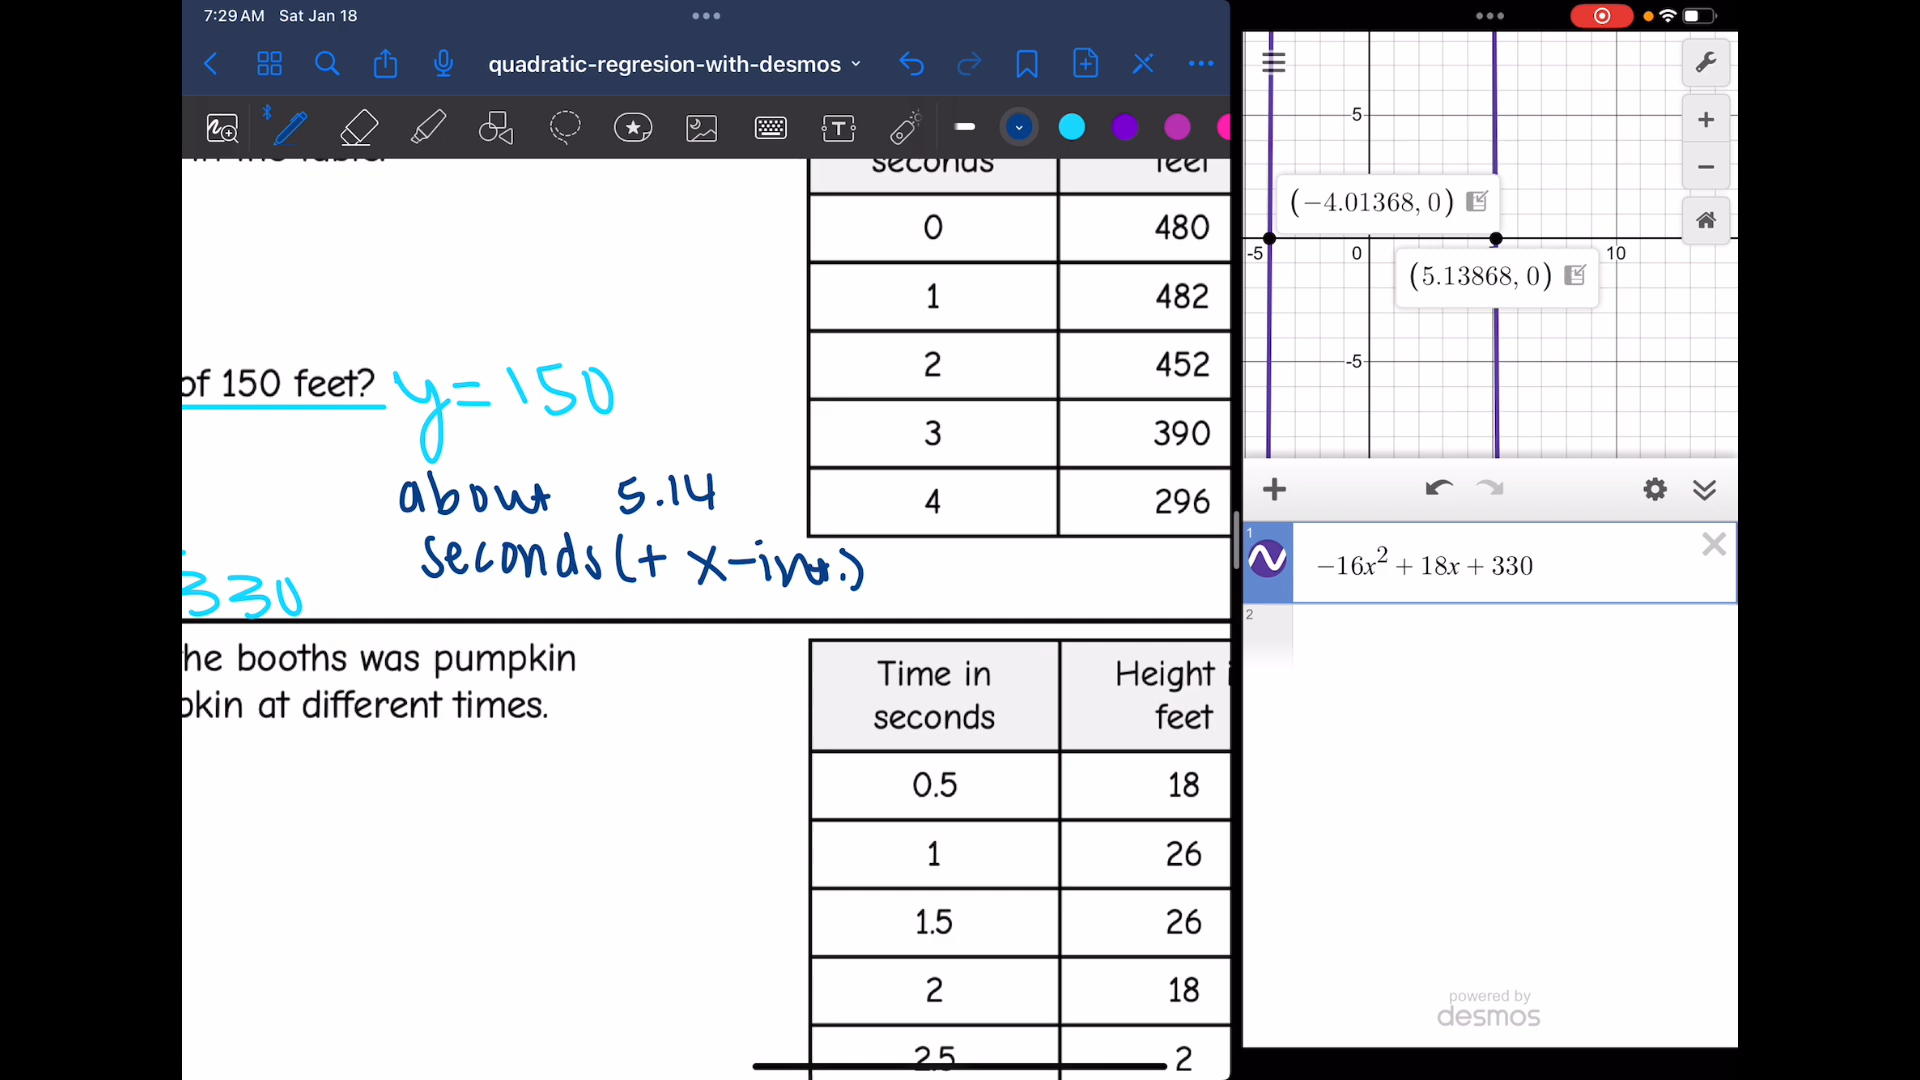 7:29 AM Sat Jan 18
quadratic-regresion-with-desmos
in the table.
seconds feet
0 480
1 482
2 452
3 390
4 296
of 150 feet? y=150
about 5.14
seconds (+ x-int.)
330
he booths was pumpkin
pkin at different times.
Time in seconds
Height i
feet
0.5 18
1 26
1.5 26
2 18
2.5 2
5
(−4.01368, 0)
-5 0 10
(5.13868, 0)
-5
1
−16x² + 18x + 330
2
powered by
desmos